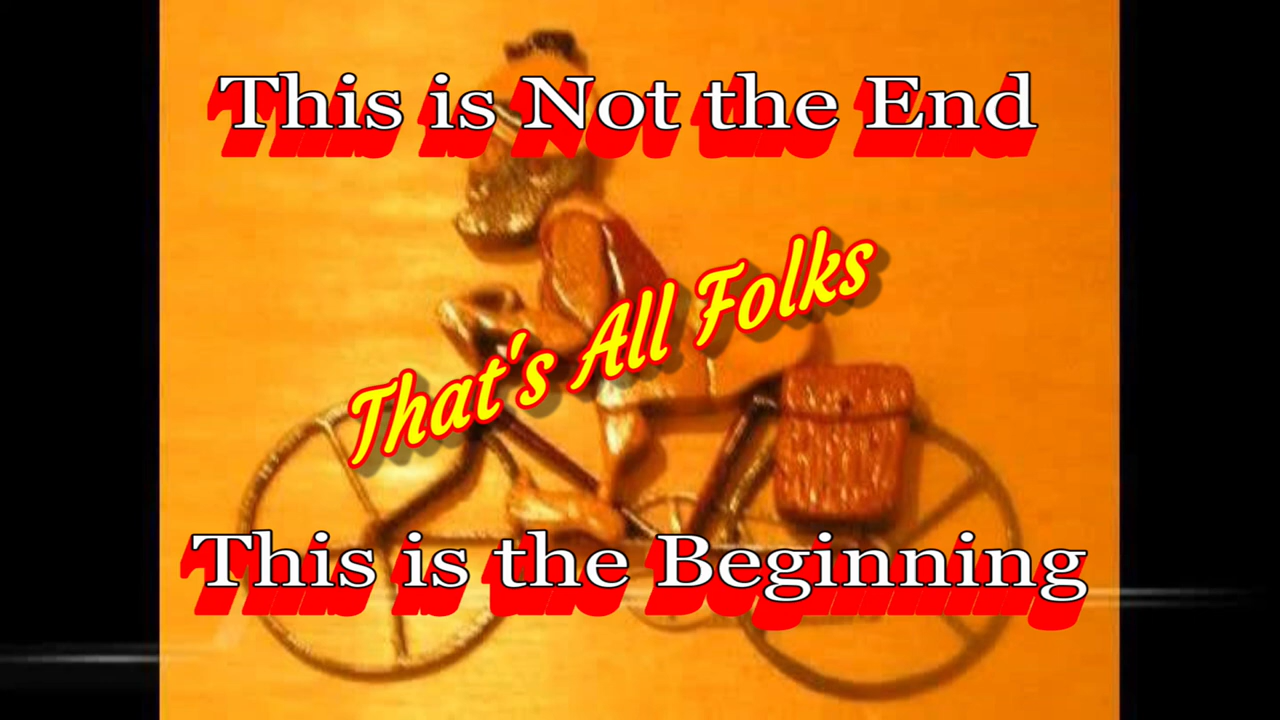 This is Not the End
That's All Folks
This is the Beginning